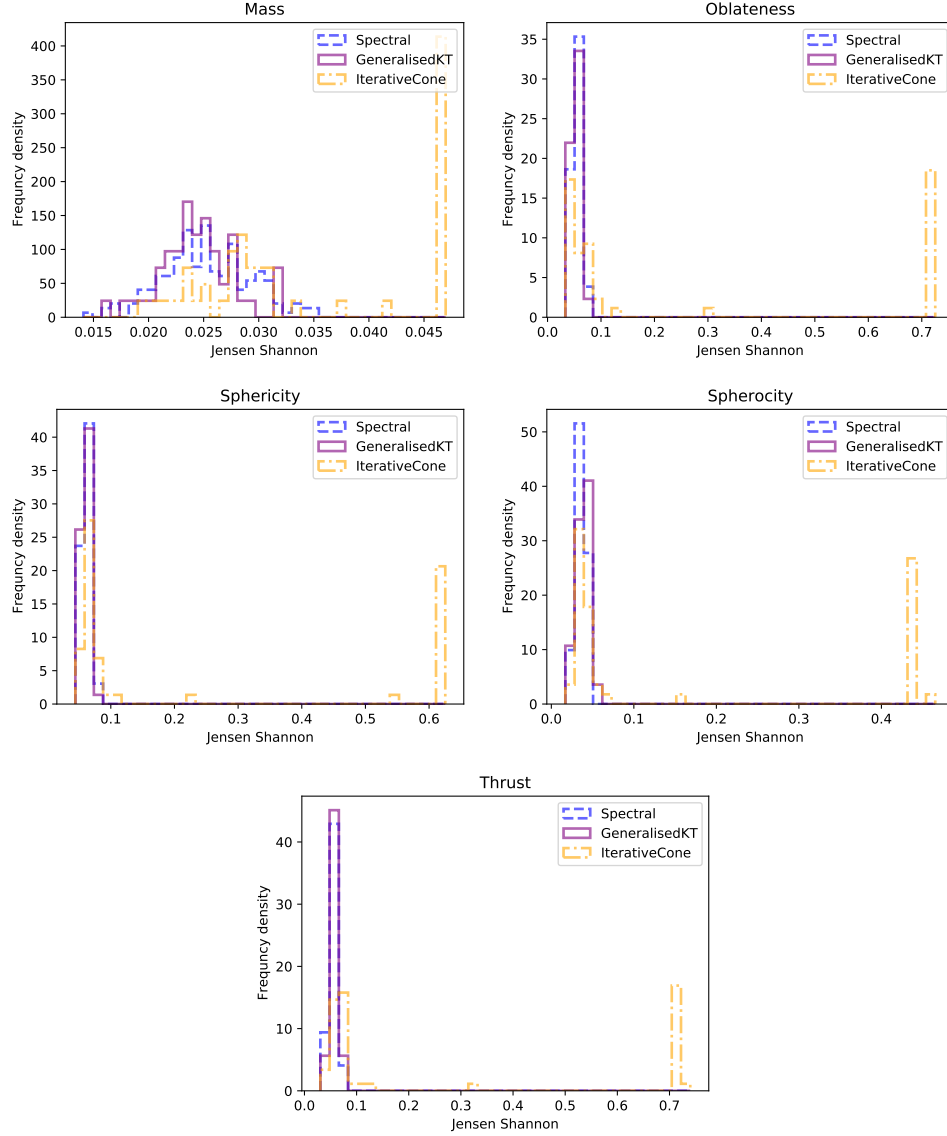 Mass
Frequncy density
400
350
300
250
200
150
100
50
0
0.015 0.020 0.025 0.030 0.035 0.040 0.045
Jensen Shannon
Spectral
GeneralisedKT
IterativeCone
Oblateness
Frequncy density
35
30
25
20
15
10
5
0
0.0 0.1 0.2 0.3 0.4 0.5 0.6 0.7
Jensen Shannon
Spectral
GeneralisedKT
IterativeCone
Sphericity
Frequncy density
40
35
30
25
20
15
10
5
0
0.1 0.2 0.3 0.4 0.5 0.6
Jensen Shannon
Spectral
GeneralisedKT
IterativeCone
Spherocity
Frequncy density
50
40
30
20
10
0
0.0 0.1 0.2 0.3 0.4
Jensen Shannon
Spectral
GeneralisedKT
IterativeCone
Thrust
Frequncy density
40
30
20
10
0
0.0 0.1 0.2 0.3 0.4 0.5 0.6 0.7
Jensen Shannon
Spectral
GeneralisedKT
IterativeCone